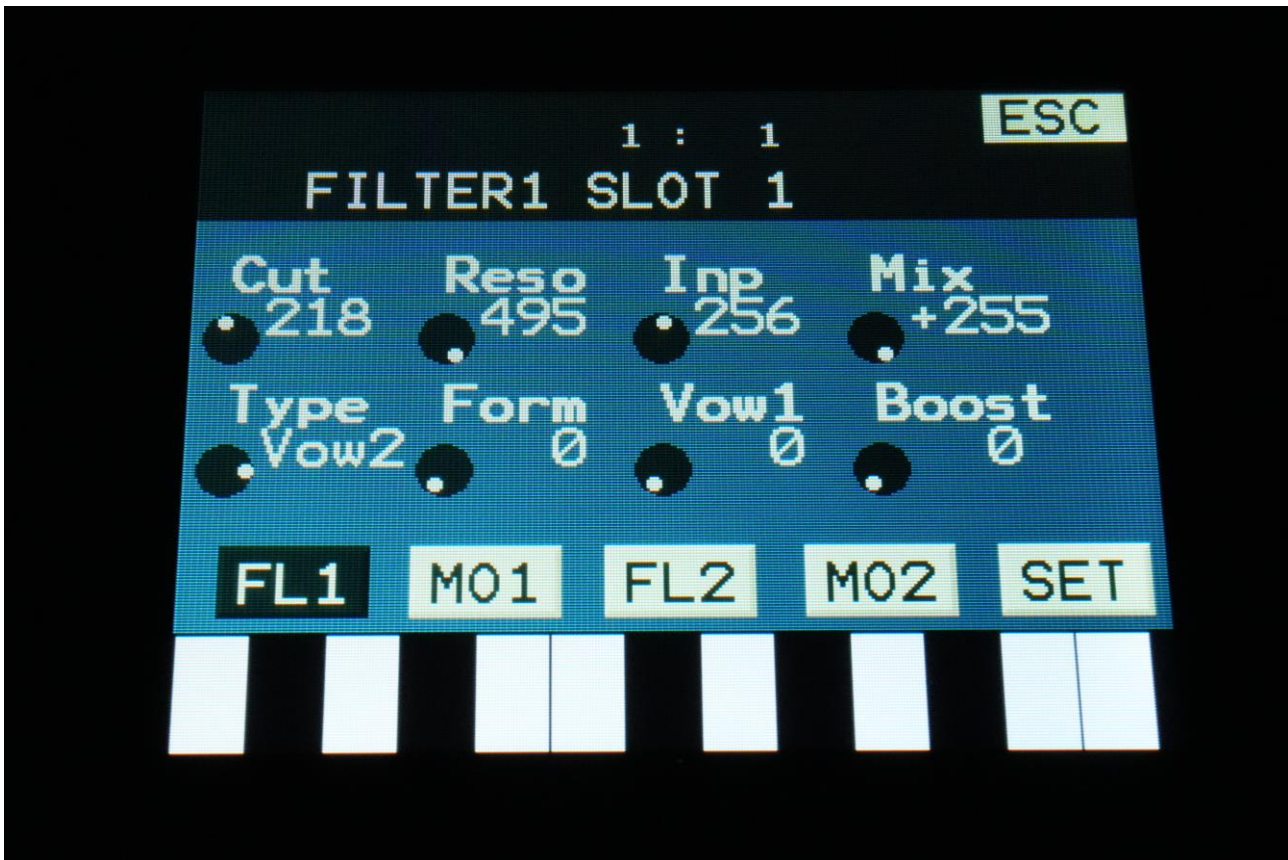 ESC
1 : 1
FILTER1 SLOT 1
Cut Reso Inp Mix
218 495 256 +255
Type Form Vow1 Boost
Vow2 0 0 0
FL1 MO1 FL2 MO2 SET